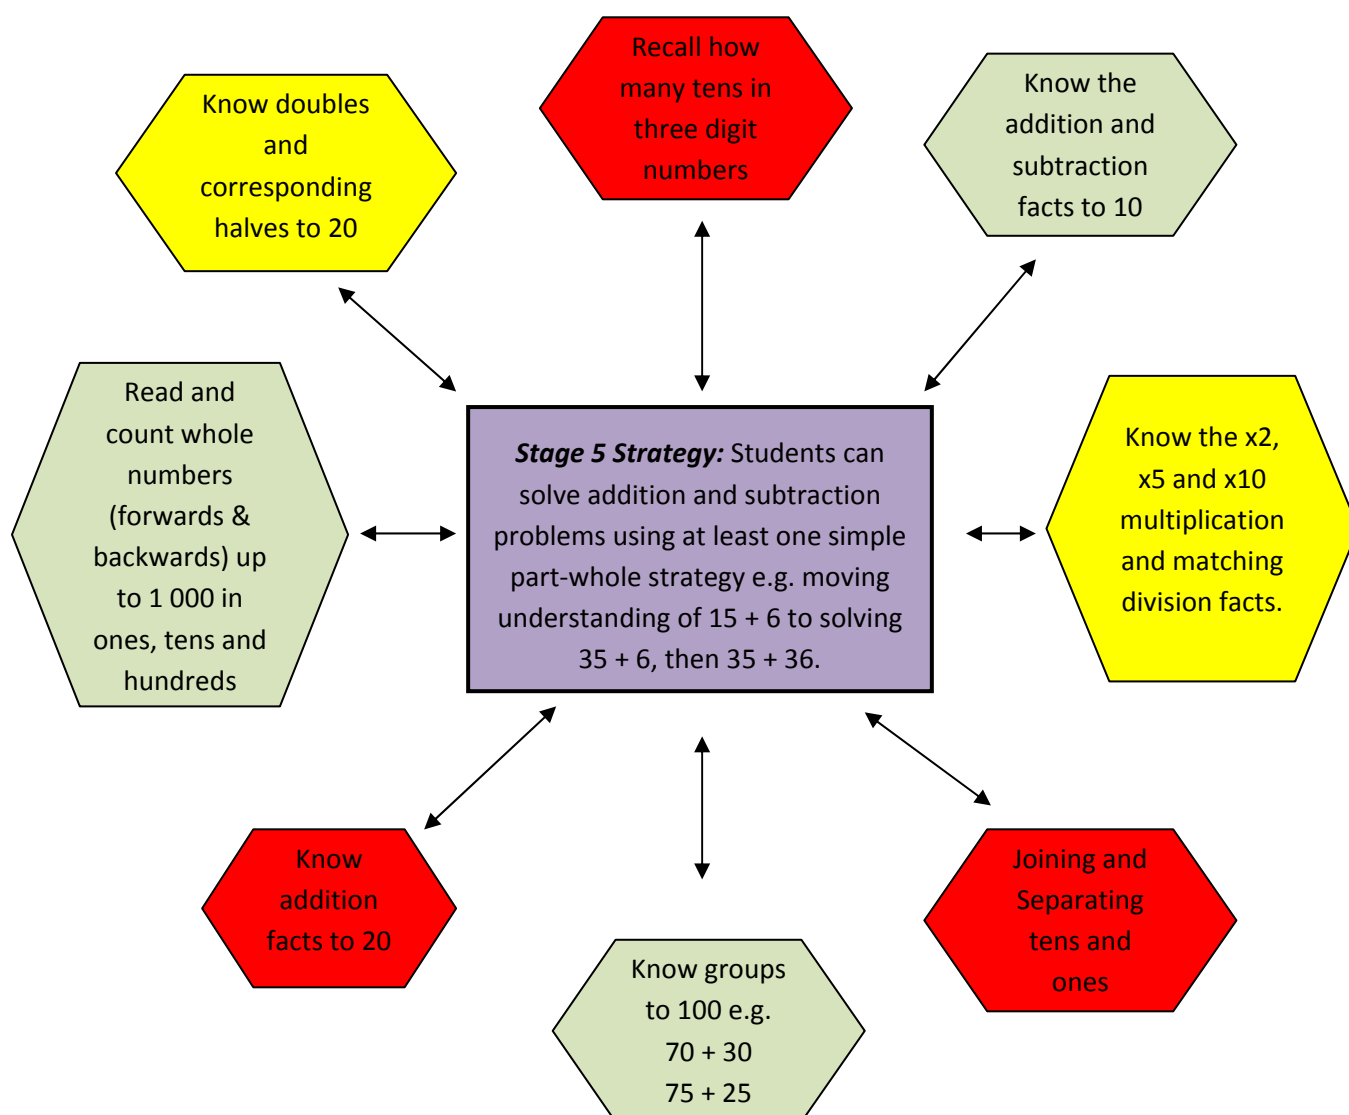 Recall how
many tens in
three digit
numbers
Know doubles
and
corresponding
halves to 20
Know the
addition and
subtraction
facts to 10
Read and
count whole
numbers
(forwards &
backwards) up
to 1 000 in
ones, tens and
hundreds
Stage 5 Strategy: Students can
solve addition and subtraction
problems using at least one simple
part-whole strategy e.g. moving
understanding of 15 + 6 to solving
35 + 6, then 35 + 36.
Know the x2,
x5 and x10
multiplication
and matching
division facts.
Know
addition
facts to 20
Know groups
to 100 e.g.
70 + 30
75 + 25
Joining and
Separating
tens and
ones